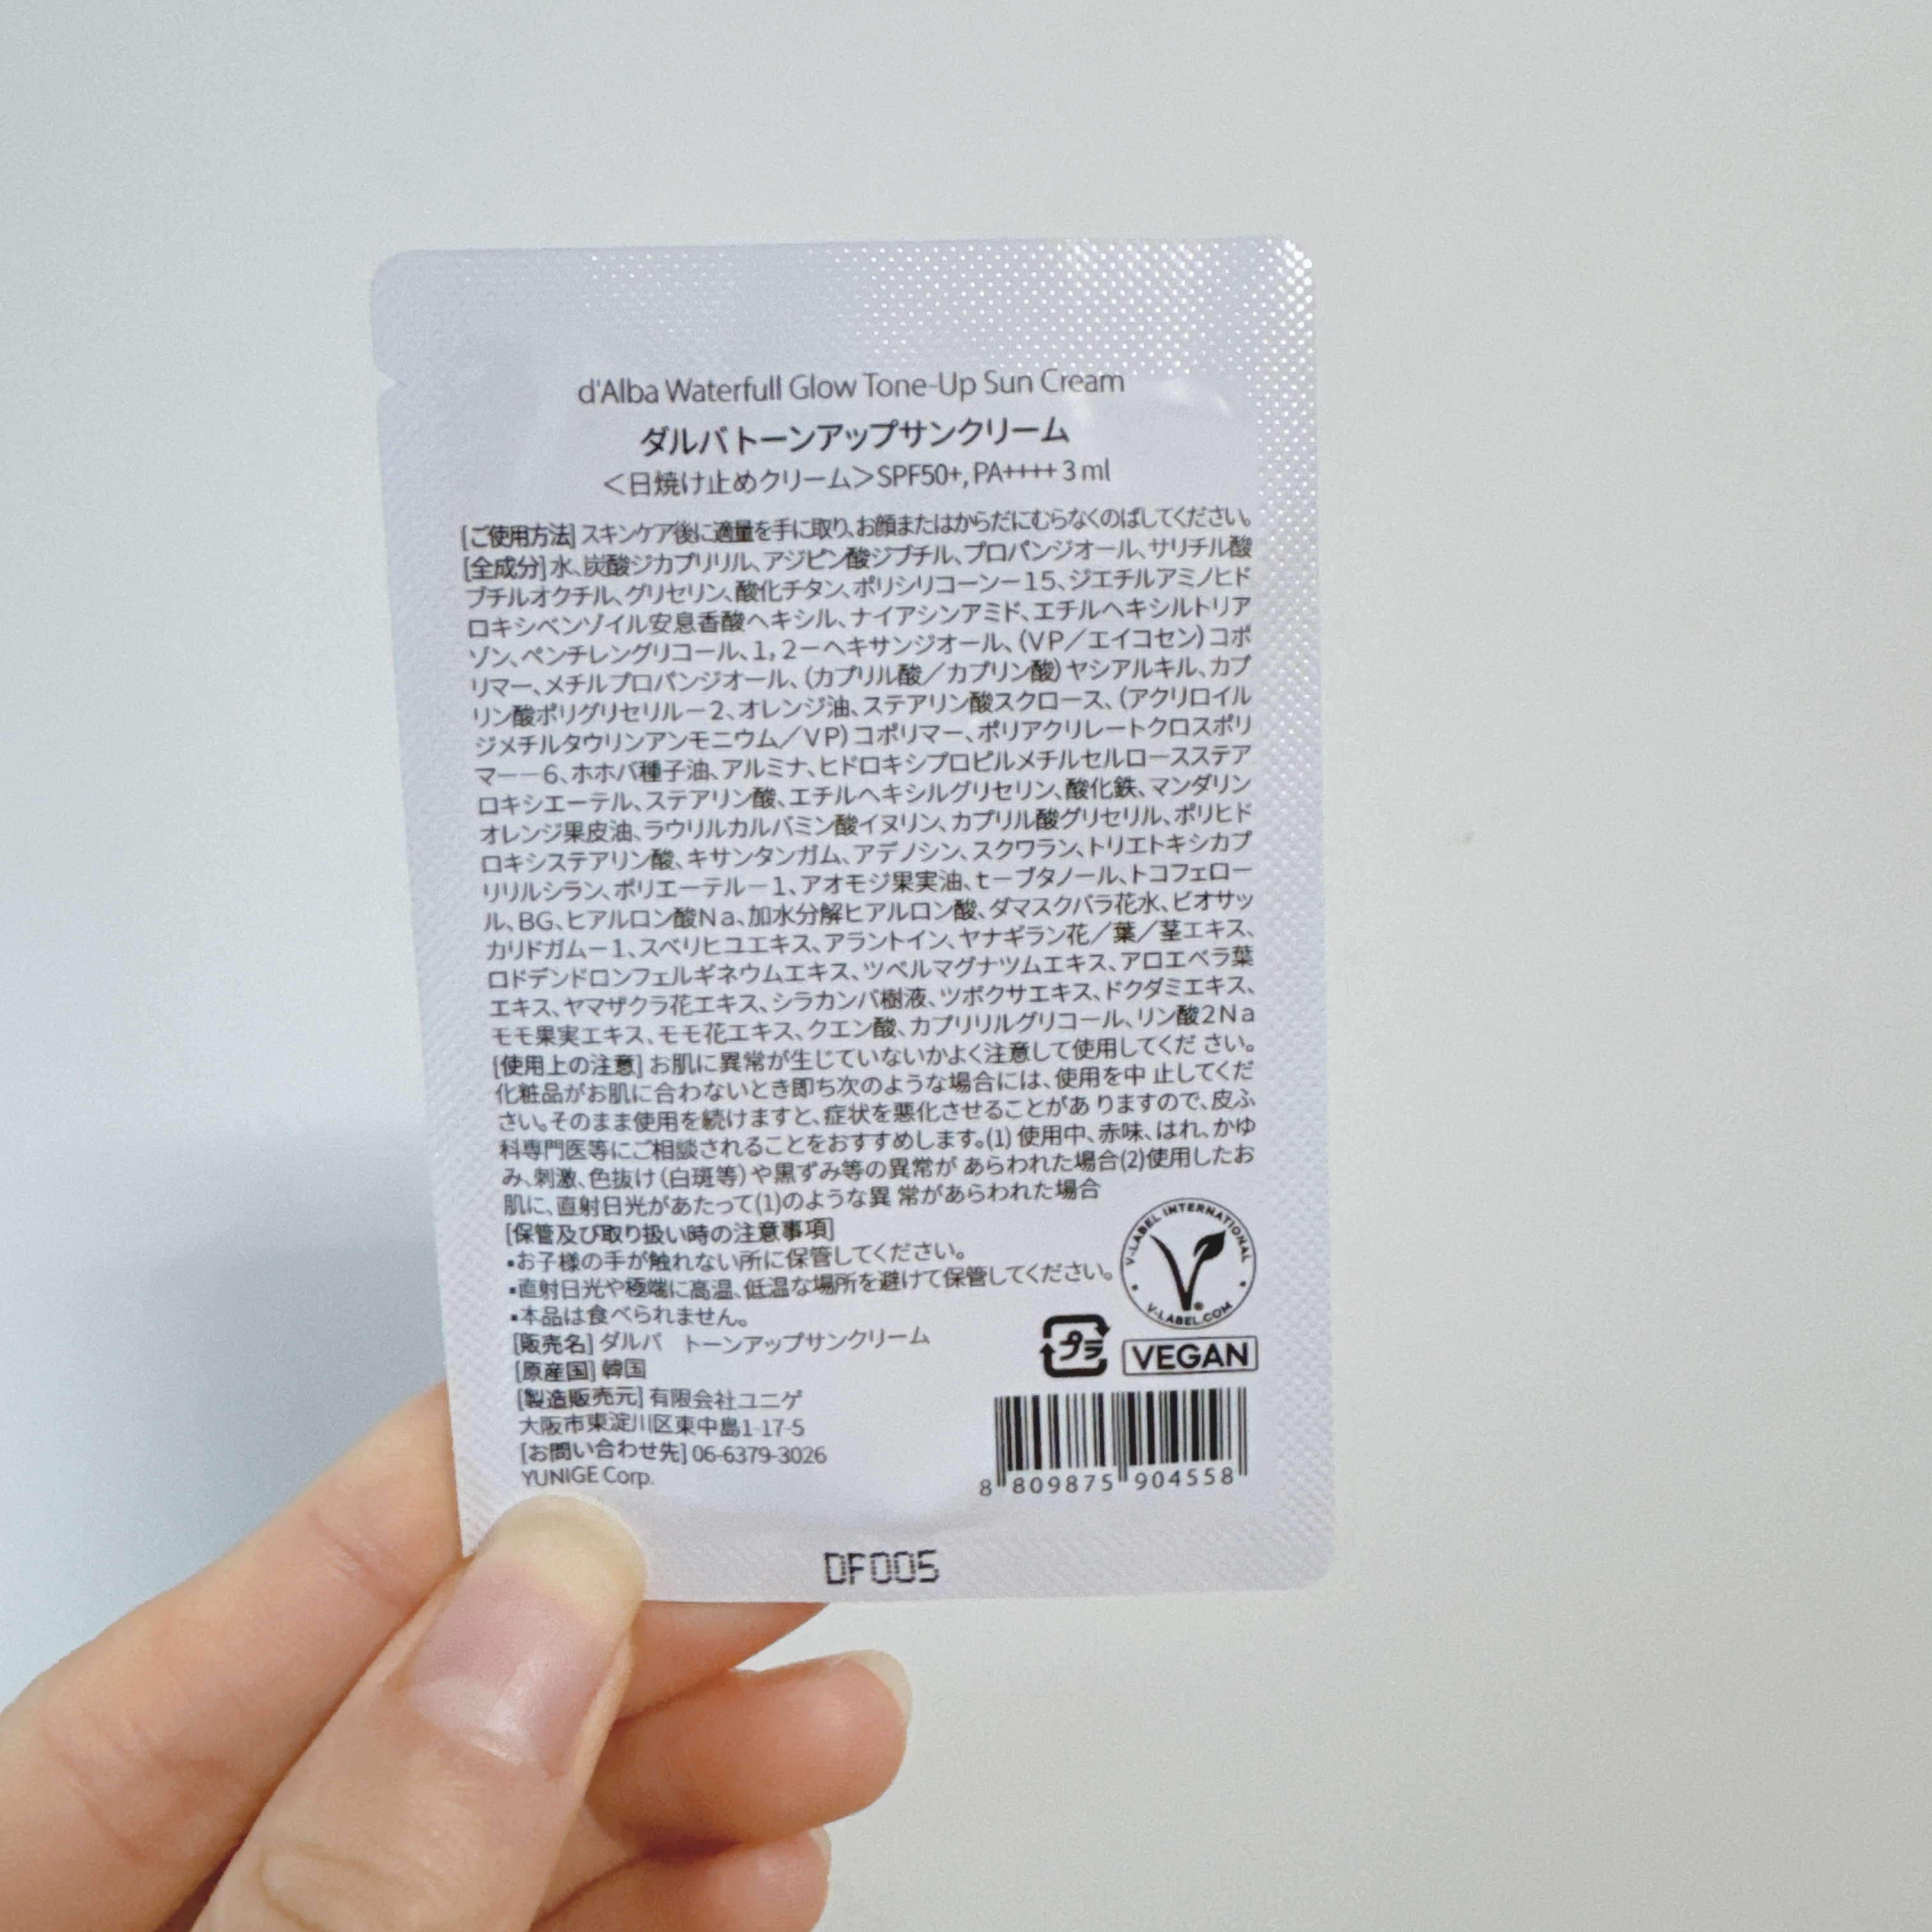 d'Alba Waterfull Glow Tone-Up Sun Cream
ダルバトーンアップサンクリーム
＜日焼け止めクリーム＞SPF50+, PA++++ 3 ml
[ご使用方法] スキンケア後に適量を手に取り、お顔またはからだにむらなくのばしてください。
[全成分] 水、炭酸ジカプリリル、アジピン酸ジブチル、プロパンジオール、サリチル酸
ブチルオクチル、グリセリン、酸化チタン、ポリシリコーンー15、ジエチルアミノヒド
ロキシベンゾイル安息香酸ヘキシル、ナイアシンアミド、エチルヘキシルトリア
ゾン、ペンチレングリコール、1,2ーヘキサンジオール、(VP／エイコセン)コポ
リマー、メチルプロパンジオール、(カプリル酸／カプリン酸)ヤシアルキル、カプ
リン酸ポリグリセリルー2、オレンジ油、ステアリン酸スクロース、(アクリロイル
ジメチルタウリンアンモニウム／VP)コポリマー、ポリアクリレートクロスポリ
マーー6、ホホバ種子油、アルミナ、ヒドロキシプロピルメチルセルロースステア
ロキシエーテル、ステアリン酸、エチルヘキシルグリセリン、酸化鉄、マンダリン
オレンジ果皮油、ラウリルカルバミン酸イヌリン、カプリル酸グリセリル、ポリヒド
ロキシステアリン酸、キサンタンガム、アデノシン、スクワラン、トリエトキシカプ
リリルシラン、ポリエーテルー1、アオモジ果実油、tーブタノール、トコフェロー
ル、BG、ヒアルロン酸Na、加水分解ヒアルロン酸、ダマスクバラ花水、ビオサッ
カリドガムー1、スベリヒユエキス、アラントイン、ヤナギラン花／葉／茎エキス、
ロドデンドロンフェルギネウムエキス、ツベルマグナツムエキス、アロエベラ葉
エキス、ヤマザクラ花エキス、シラカンバ樹液、ツボクサエキス、ドクダミエキス、
モモ果実エキス、モモ花エキス、クエン酸、カプリリルグリコール、リン酸2Na
[使用上の注意] お肌に異常が生じていないかよく注意して使用してくだ さい。
化粧品がお肌に合わないとき即ち次のような場合には、使用を中 止してくだ
さい。そのまま使用を続けますと、症状を悪化させることがあ りますので、皮ふ
科専門医等にご相談されることをおすすめします。(1) 使用中、赤味、はれ、かゆ
み、刺激、色抜け(白斑等)や黒ずみ等の異常が あらわれた場合(2)使用したお
肌に、直射日光があたって(1)のような異 常があらわれた場合
[保管及び取り扱い時の注意事項]
▪お子様の手が触れない所に保管してください。
▪直射日光や極端に高温、低温な場所を避けて保管してください。
▪本品は食べられません。
[販売名] ダルバ　トーンアップサンクリーム
[原産国] 韓国
[製造販売元] 有限会社ユニゲ
大阪市東淀川区東中島1-17-5
[お問い合わせ先] 06-6379-3026
YUNIGE Corp.
V-LABEL INTERNATIONAL
V-LABEL.COM
プラ
VEGAN
8 809875 904558
DF005